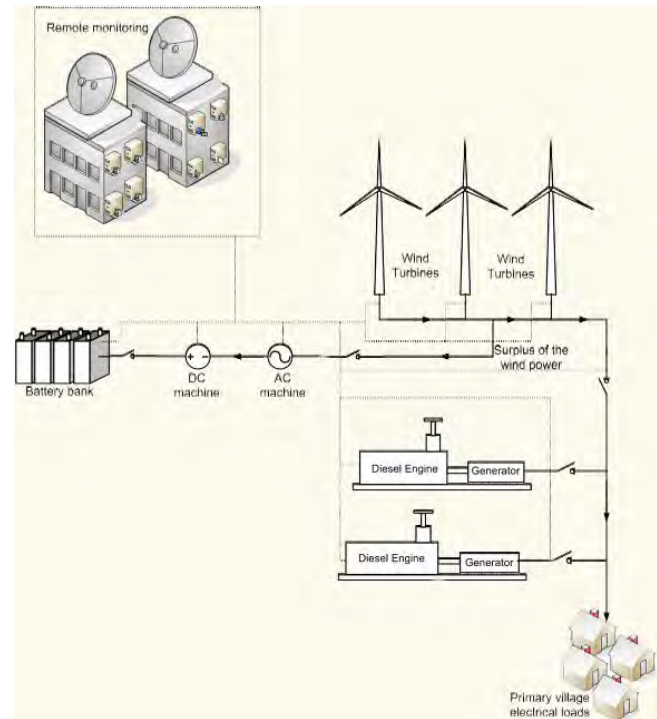 Remote monitoring
Wind
Turbines
Wind
Turbines
Surplus of the
wind power
Battery bank
DC
machine
AC
machine
Diesel Engine
Generator
Diesel Engine
Generator
Primary village
electrical loads